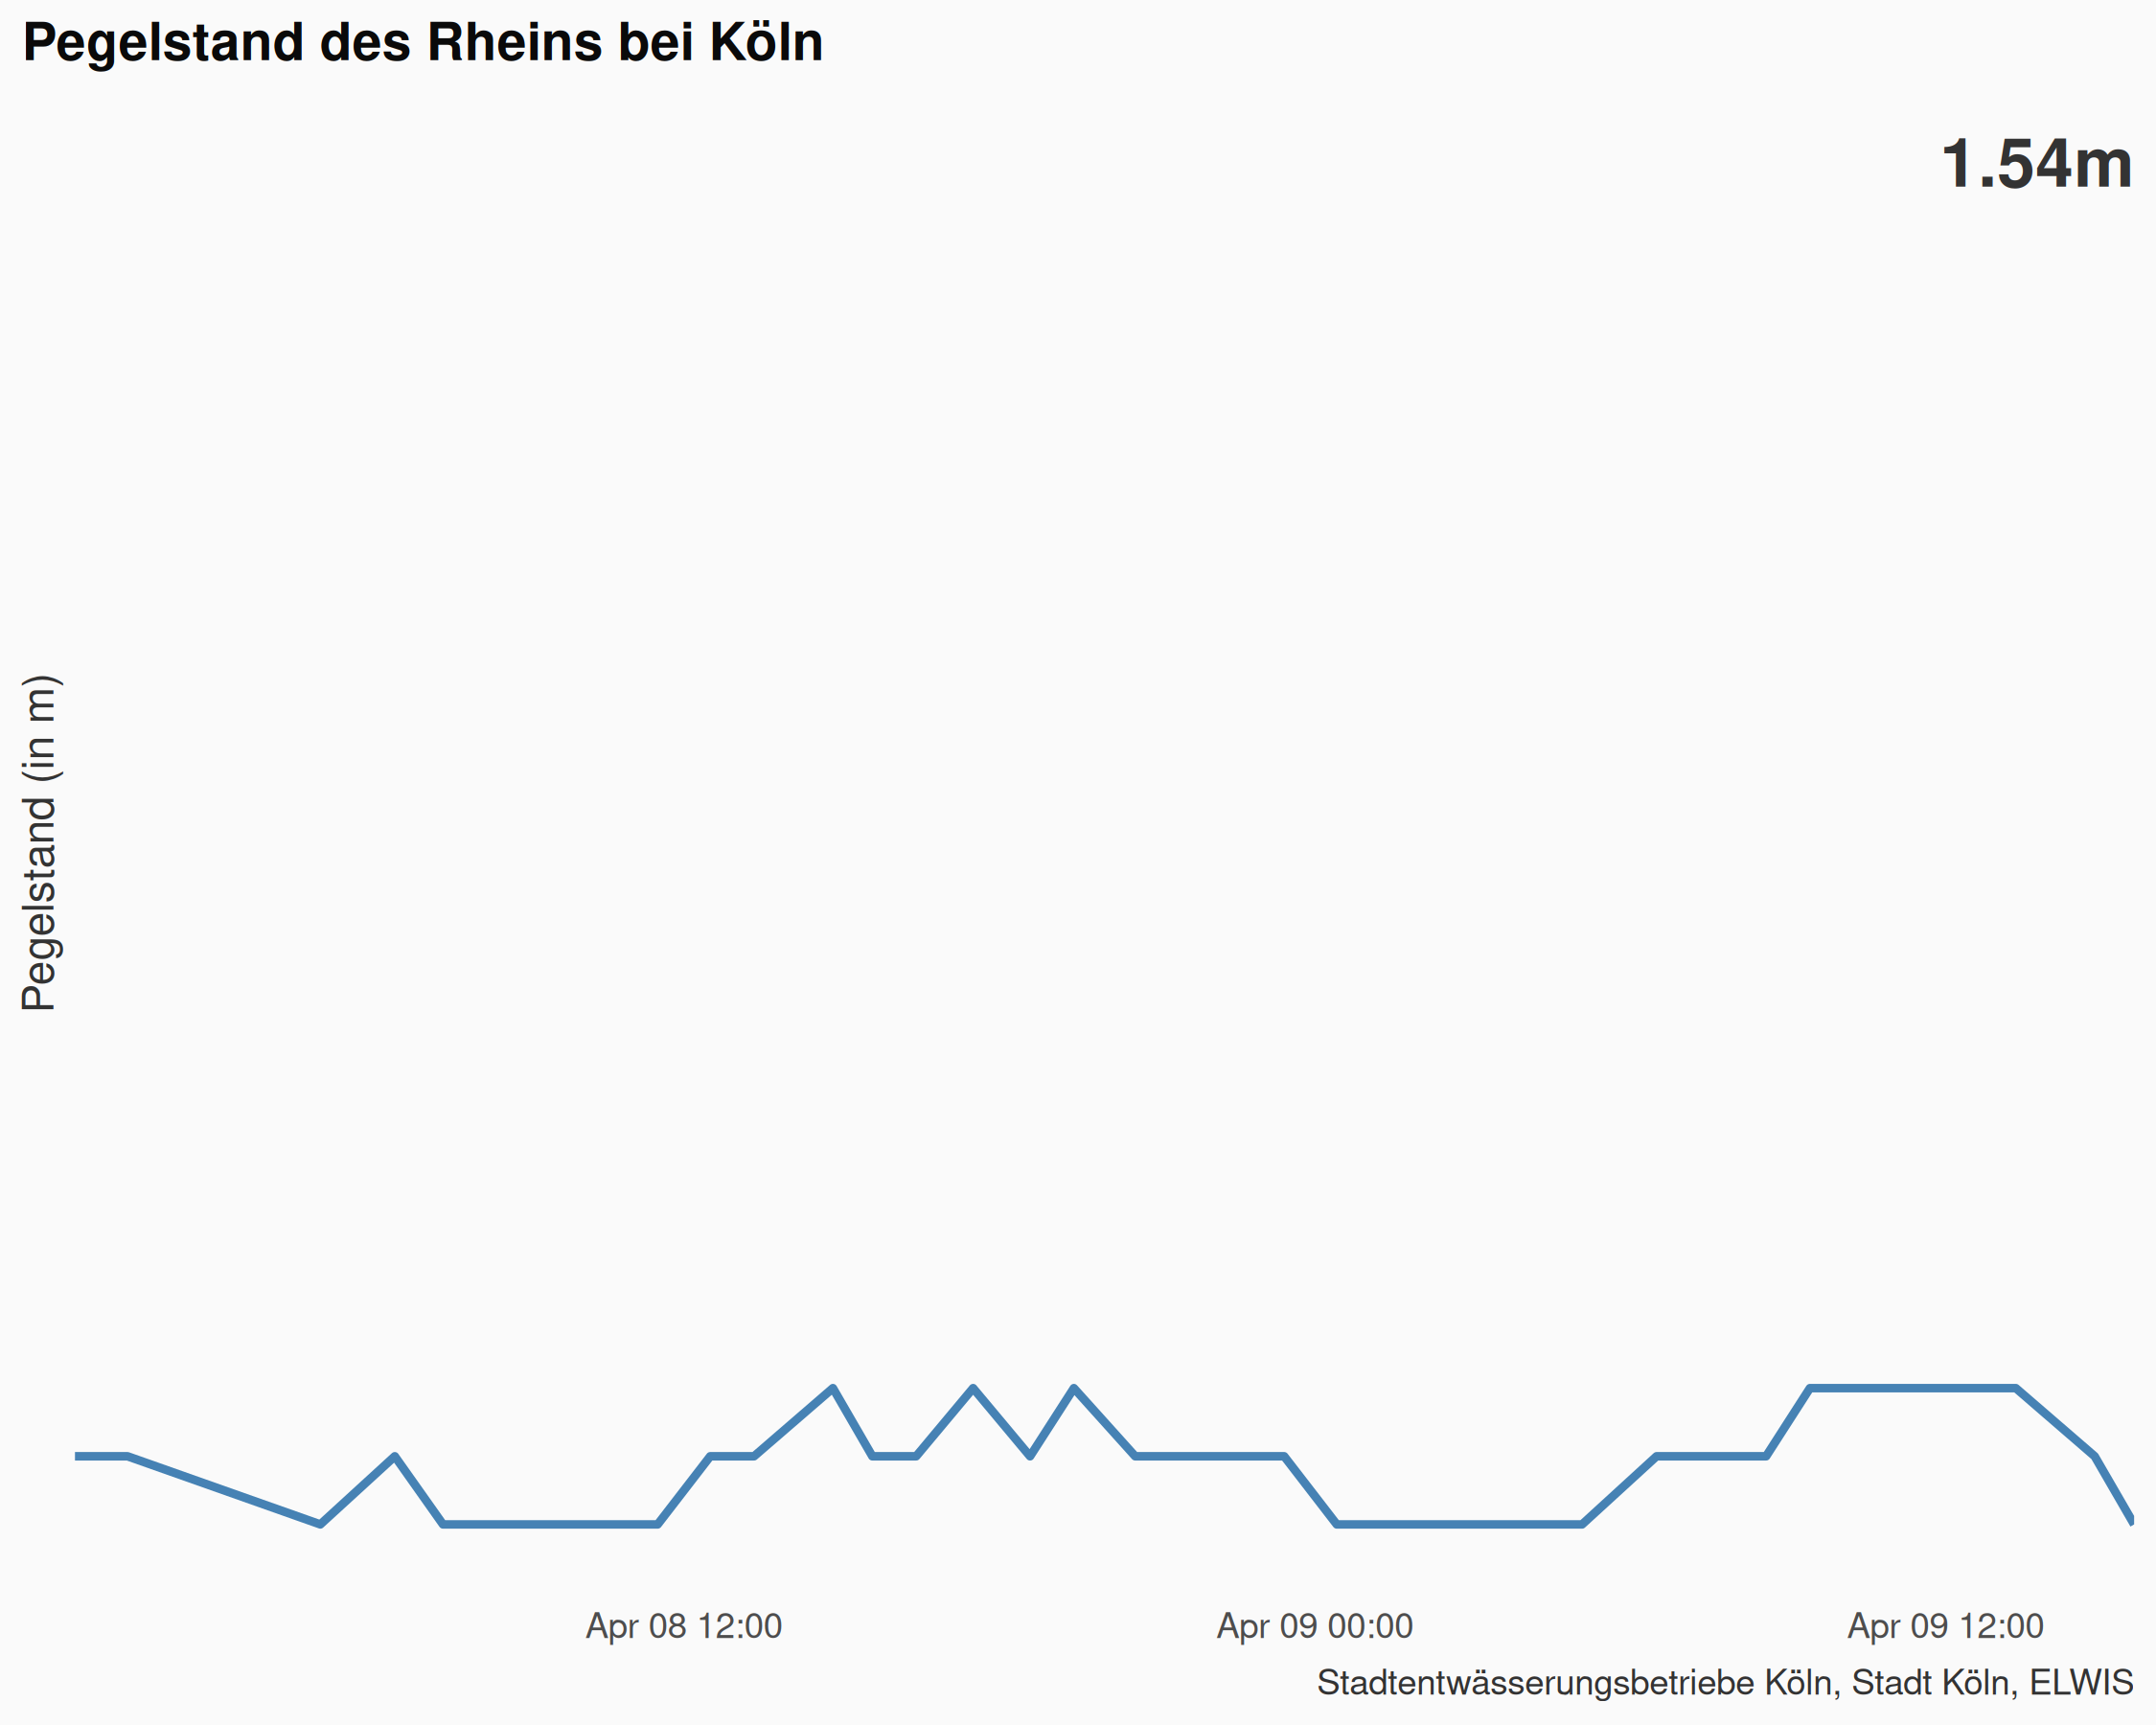 Pegelstand des Rheins bei Köln
1.54m
Pegelstand (in m)
Apr 08 12:00
Apr 09 00:00
Apr 09 12:00
Stadtentwässerungsbetriebe Köln, Stadt Köln, ELWIS